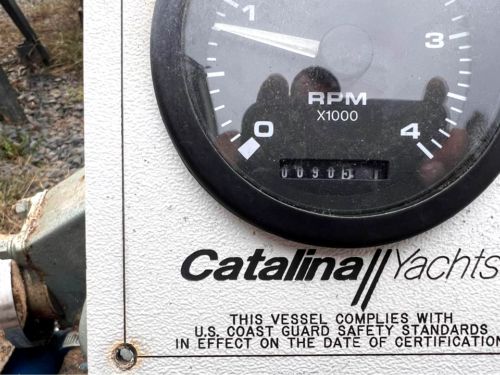 1
3
RPM
X1000
0
4
00905 1
Catalina Yachts
THIS VESSEL COMPLIES WITH
U.S. COAST GUARD SAFETY STANDARDS
IN EFFECT ON THE DATE OF CERTIFICATION